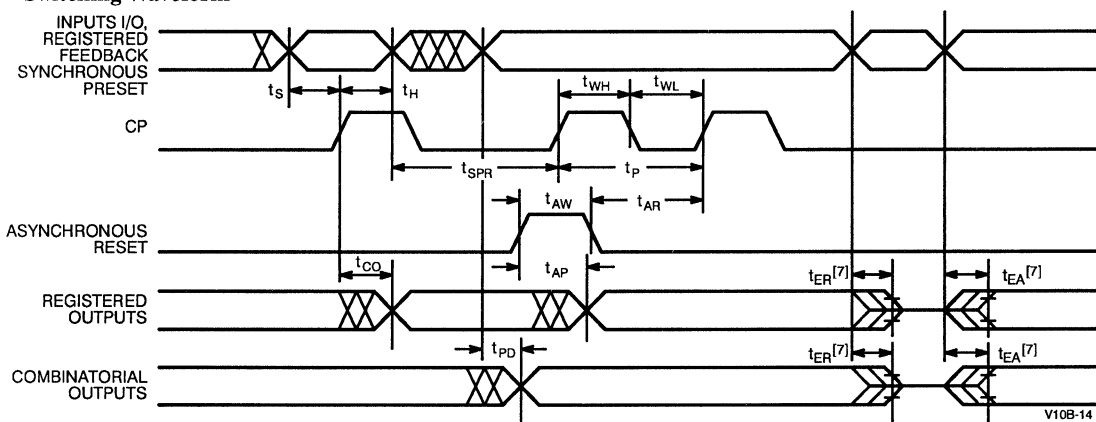 Switching Waveform
INPUTS I/O,
REGISTERED
FEEDBACK
SYNCHRONOUS
PRESET
tS
tH
tWH
tWL
CP
tSPR
tP
tAW
tAR
ASYNCHRONOUS
RESET
tCO
tAP
tER[7]
tEA[7]
REGISTERED
OUTPUTS
tPD
tER[7]
tEA[7]
COMBINATORIAL
OUTPUTS
V10B-14